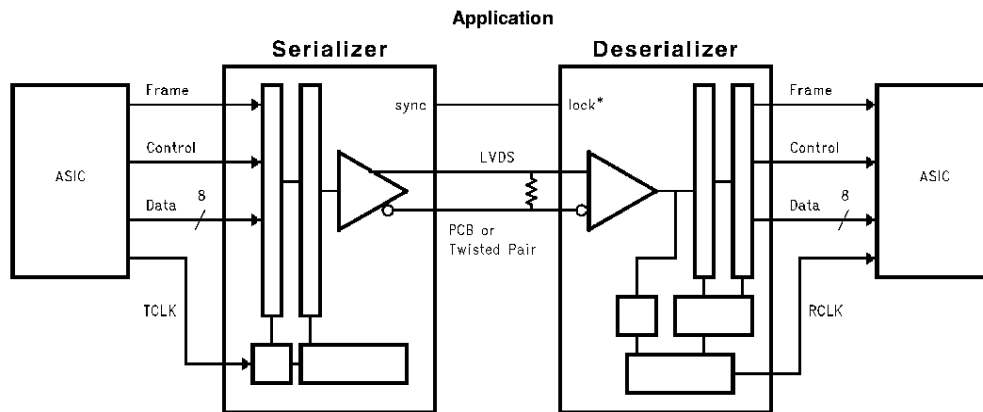 Application
Serializer
Deserializer
Frame
sync
lock*
Frame
Control
LVDS
Control
ASIC
ASIC
Data
8
Data
8
PCB or
Twisted Pair
TCLK
RCLK